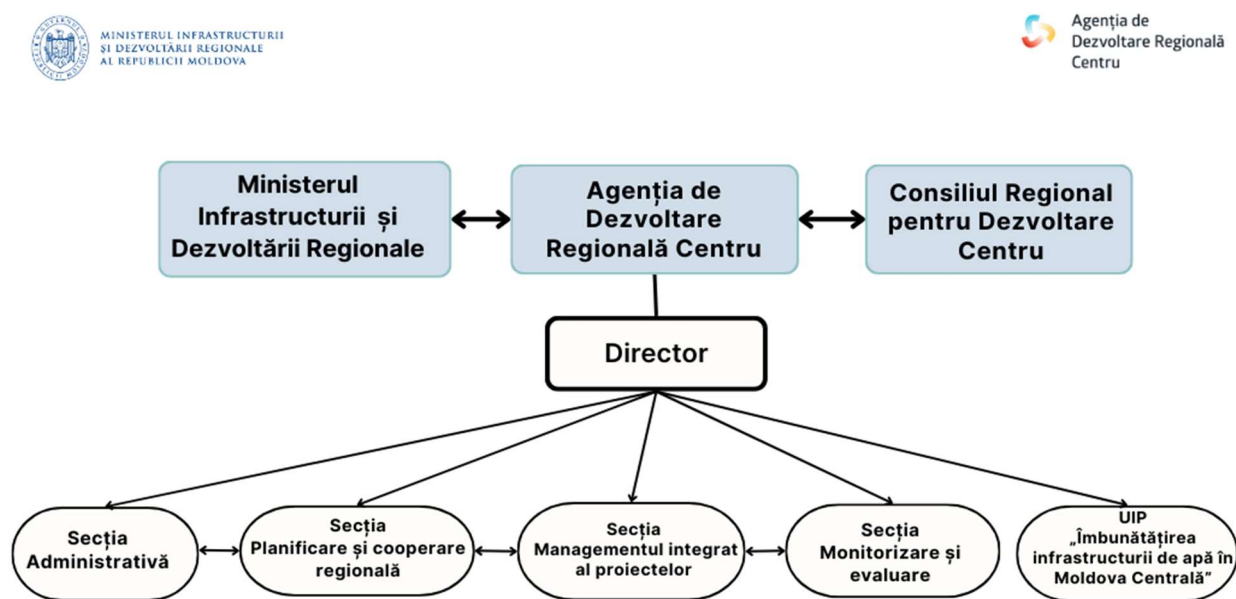 MINISTERUL INFRASTRUCTURII
ȘI DEZVOLTĂRII REGIONALE
AL REPUBLICII MOLDOVA
Agenția de
Dezvoltare Regională
Centru
Ministerul
Infrastructurii și
Dezvoltării Regionale
Agenția de
Dezvoltare
Regională Centru
Consiliul Regional
pentru Dezvoltare
Centru
Director
Secția
Administrativă
Secția
Planificare și cooperare
regională
Secția
Managementul integrat
al proiectelor
Secția
Monitorizare și
evaluare
UIP
„Îmbunătățirea
infrastructurii de apă în
Moldova Centrală”